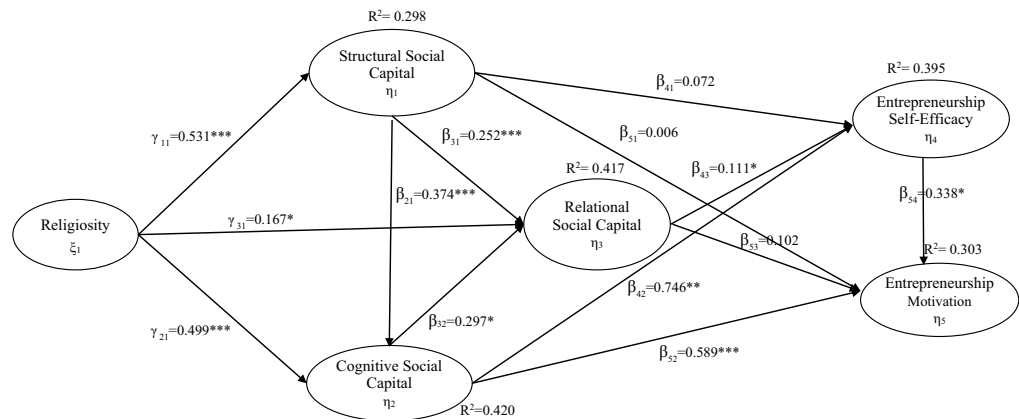 R²= 0.298
Structural Social
Capital
η₁
R²= 0.395
Entrepreneurship
Self-Efficacy
η₄
β₄₁=0.072
γ₁₁=0.531***
β₃₁=0.252***
β₅₁=0.006
R²= 0.417
β₄₃=0.111*
β₂₁=0.374***
β₅₄=0.338*
Religiosity
ξ₁
γ₃₁=0.167*
Relational
Social Capital
η₃
β₅₃=0.102
R²= 0.303
Entrepreneurship
Motivation
η₅
β₄₂=0.746**
β₃₂=0.297*
γ₂₁=0.499***
β₅₂=0.589***
Cognitive Social
Capital
η₂
R²=0.420